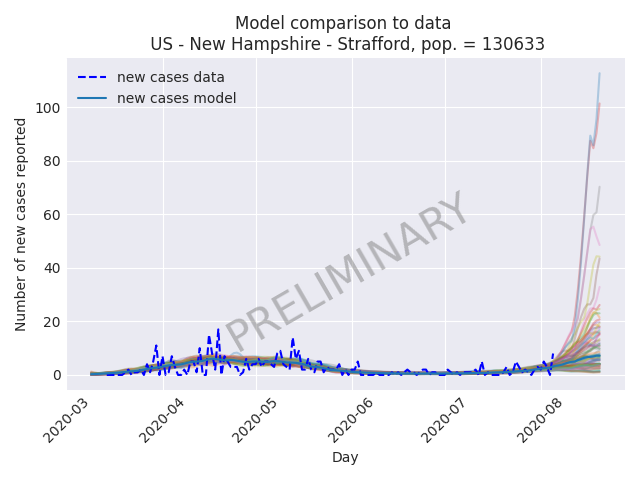 Model comparison to data
US - New Hampshire - Strafford, pop. = 130633
new cases data
new cases model
Number of new cases reported
100
80
60
40
20
0
PRELIMINARY
2020-03
2020-04
2020-05
2020-06
2020-07
2020-08
Day